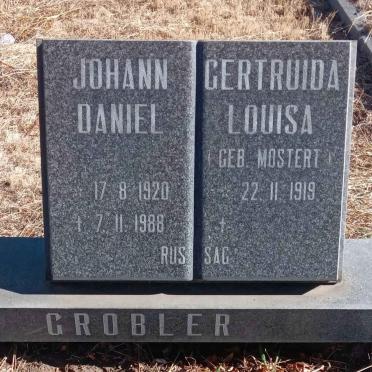 JOHANN
DANIEL
* 17·8·1920
† 7·11·1988
RUS
GERTRUIDA
LOUISA
(GEB. MOSTERT)
* 22·11·1919
†
SAG
GROBLER